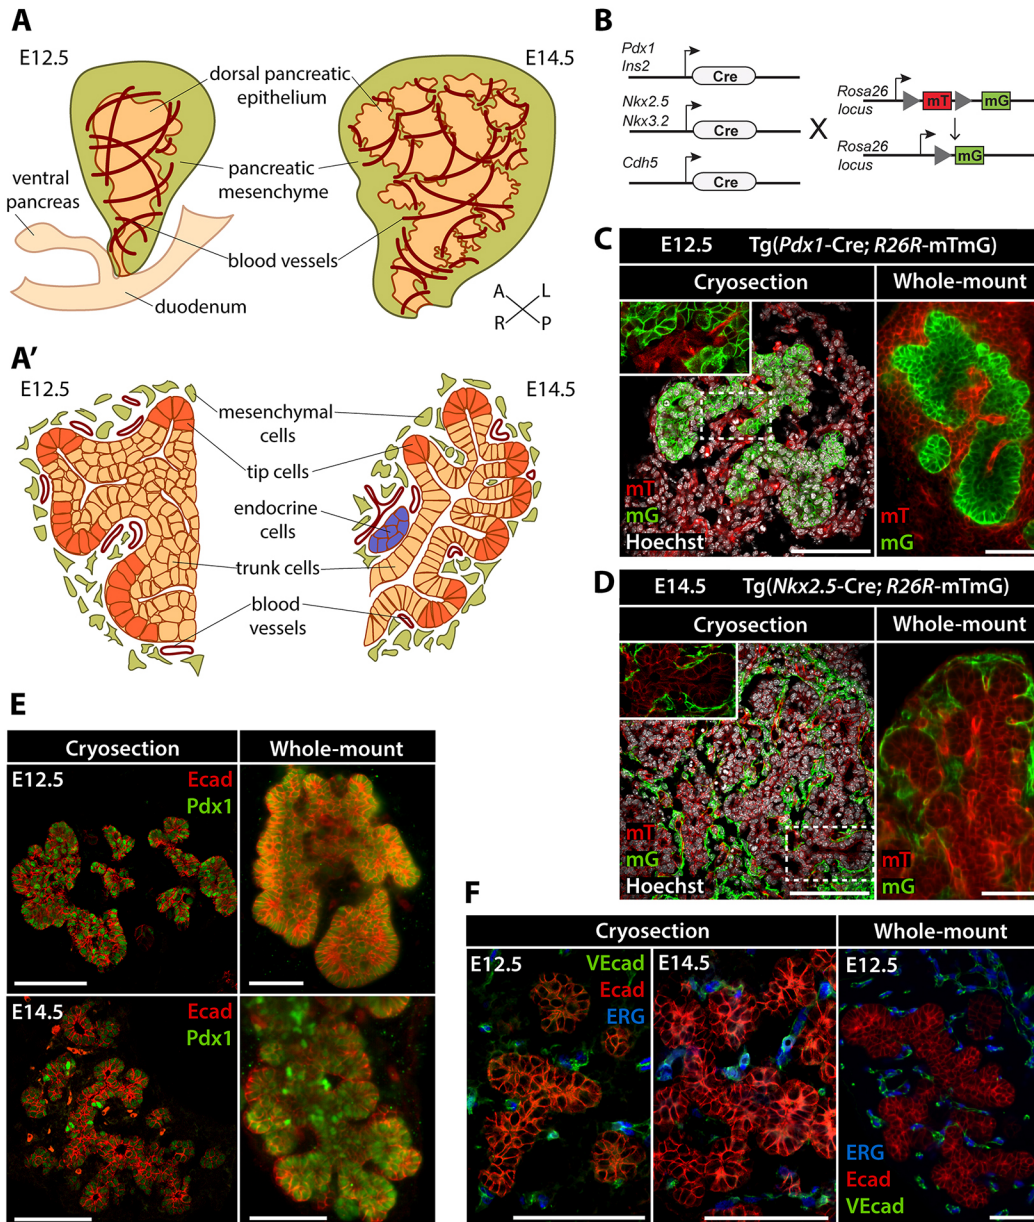 A
E12.5
E14.5
dorsal pancreatic
epithelium
pancreatic
mesenchyme
ventral
pancreas
blood vessels
duodenum
A
L
R
P
B
Pdx1
Ins2
Cre
Nkx2.5
Nkx3.2
Cre
Cdh5
Cre
X
Rosa26
locus
mT
mG
Rosa26
locus
mG
A'
E12.5
E14.5
mesenchymal
cells
tip cells
endocrine
cells
trunk cells
blood
vessels
C
E12.5 Tg(Pdx1-Cre; R26R-mTmG)
Cryosection
Whole-mount
mT
mG
Hoechst
mT
mG
D
E14.5 Tg(Nkx2.5-Cre; R26R-mTmG)
Cryosection
Whole-mount
mT
mG
Hoechst
mT
mG
E
Cryosection
Whole-mount
E12.5
Ecad
Pdx1
E14.5
Ecad
Pdx1
F
Cryosection
Whole-mount
E12.5
VEcad
Ecad
ERG
E14.5
E12.5
ERG
Ecad
VEcad